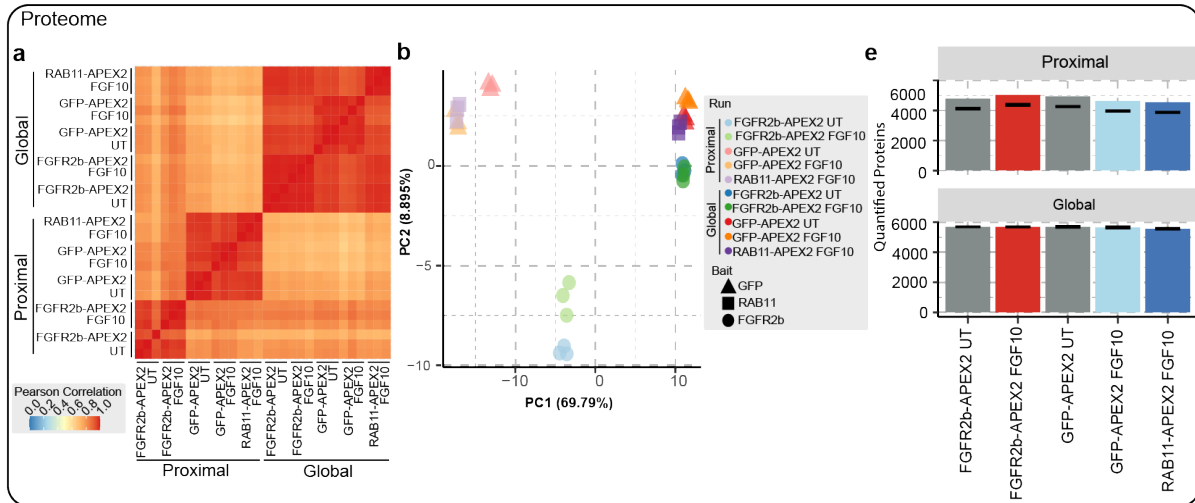 Proteome
a
Global
RAB11-APEX2
FGF10
GFP-APEX2
FGF10
GFP-APEX2
UT
FGFR2b-APEX2
FGF10
FGFR2b-APEX2
UT
Proximal
RAB11-APEX2
FGF10
GFP-APEX2
FGF10
GFP-APEX2
UT
FGFR2b-APEX2
FGF10
FGFR2b-APEX2
UT
FGFR2b-APEX2
UT
FGFR2b-APEX2
FGF10
GFP-APEX2
UT
GFP-APEX2
FGF10
RAB11-APEX2
FGF10
FGFR2b-APEX2
UT
FGFR2b-APEX2
FGF10
GFP-APEX2
UT
GFP-APEX2
FGF10
RAB11-APEX2
FGF10
Proximal
Global
Pearson Correlation
0.0 0.2 0.4 0.6 0.8 1.0
b
PC2 (8.895%)
0
−5
−10
−10
0
10
PC1 (69.79%)
Run
Proximal
FGFR2b-APEX2 UT
FGFR2b-APEX2 FGF10
GFP-APEX2 UT
GFP-APEX2 FGF10
RAB11-APEX2 FGF10
Global
FGFR2b-APEX2 UT
FGFR2b-APEX2 FGF10
GFP-APEX2 UT
GFP-APEX2 FGF10
RAB11-APEX2 FGF10
Bait
GFP
RAB11
FGFR2b
e
Quantified Proteins
Proximal
6000
4000
2000
0
Global
6000
4000
2000
0
FGFR2b-APEX2 UT
FGFR2b-APEX2 FGF10
GFP-APEX2 UT
GFP-APEX2 FGF10
RAB11-APEX2 FGF10